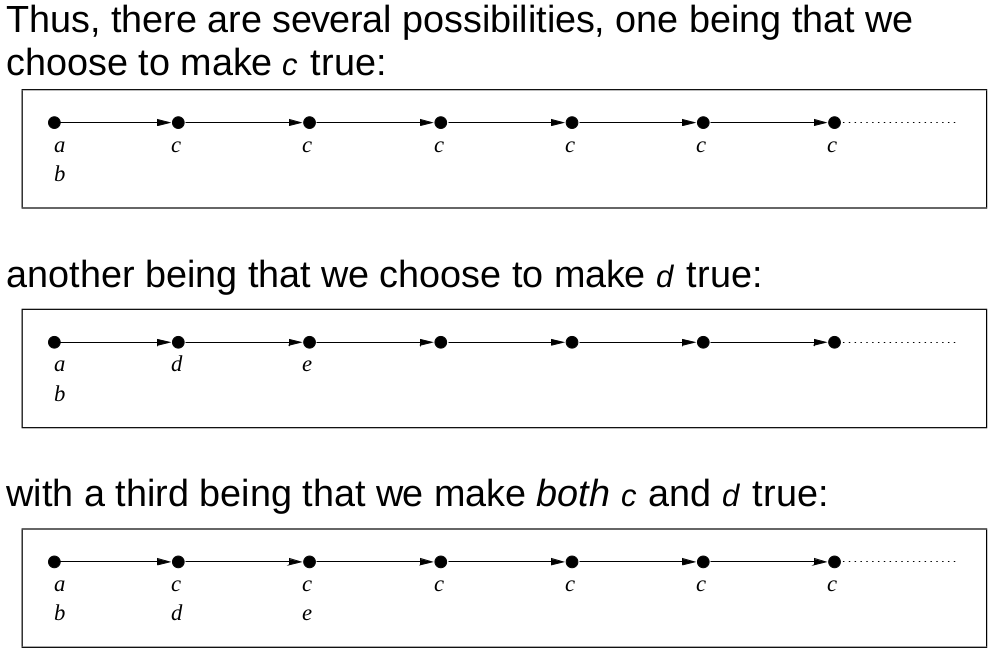 Thus, there are several possibilities, one being that we
choose to make c true:
a c c c c c c
b
another being that we choose to make d true:
a d e
b
with a third being that we make both c and d true:
a c c c c c c
b d e